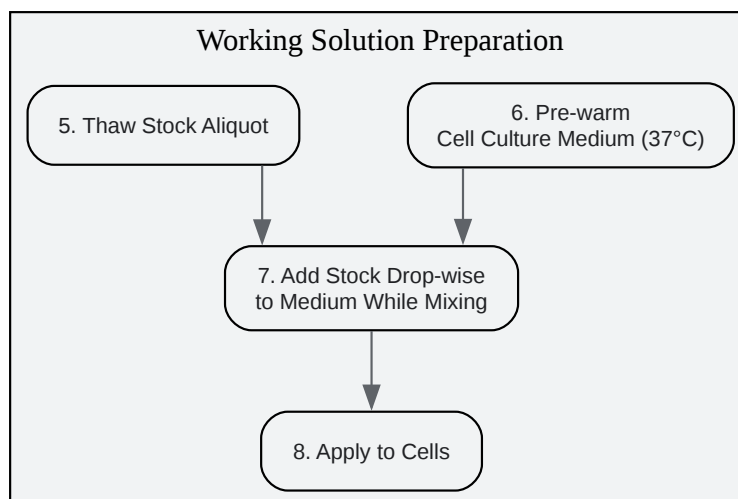 Working Solution Preparation
5. Thaw Stock Aliquot
6. Pre-warm
Cell Culture Medium (37°C)
7. Add Stock Drop-wise
to Medium While Mixing
8. Apply to Cells